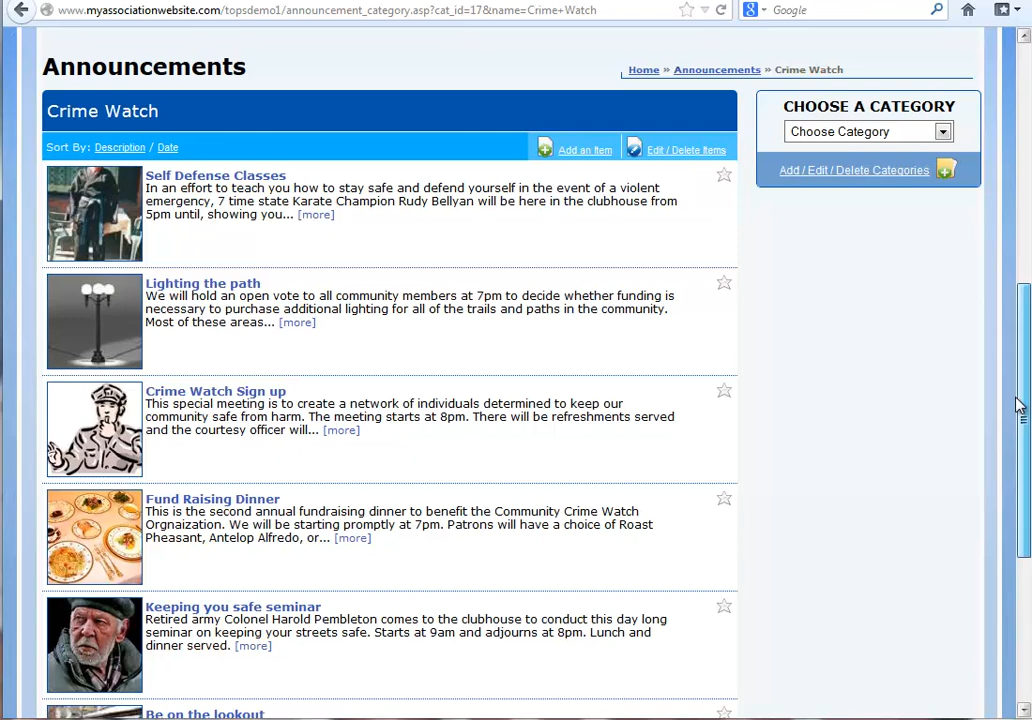 www.myassociationwebsite.com/topsdemo1/announcement_category.asp?cat_id=17&name=Crime+Watch
Google
Announcements
Home » Announcements » Crime Watch
Crime Watch
Sort By: Description / Date
Add an Item
Edit / Delete Items
CHOOSE A CATEGORY
Choose Category
Add / Edit / Delete Categories
Self Defense Classes
In an effort to teach you how to stay safe and defend yourself in the event of a violent
emergency, 7 time state Karate Champion Rudy Bellyan will be here in the clubhouse from
5pm until, showing you... [more]
Lighting the path
We will hold an open vote to all community members at 7pm to decide whether funding is
necessary to purchase additional lighting for all of the trails and paths in the community.
Most of these areas... [more]
Crime Watch Sign up
This special meeting is to create a network of individuals determined to keep our
community safe from harm. The meeting starts at 8pm. There will be refreshments served
and the courtesy officer will... [more]
Fund Raising Dinner
This is the second annual fundraising dinner to benefit the Community Crime Watch
Orgnaization. We will be starting promptly at 7pm. Patrons will have a choice of Roast
Pheasant, Antelop Alfredo, or... [more]
Keeping you safe seminar
Retired army Colonel Harold Pembleton comes to the clubhouse to conduct this day long
seminar on keeping your streets safe. Starts at 9am and adjourns at 8pm. Lunch and
dinner served. [more]
Be on the lookout